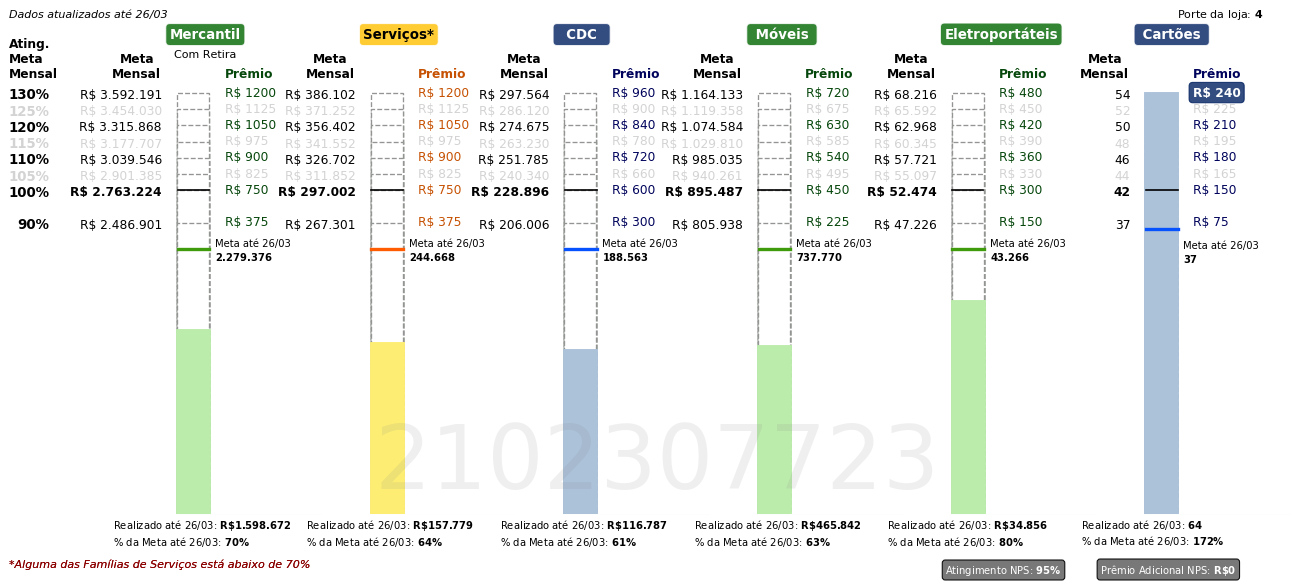 Dados atualizados até 26/03
Porte da loja: 4
Mercantil Serviços* CDC Móveis Eletroportáteis Cartões
Com Retira
Ating. Meta Mensal
Meta Mensal Prêmio Meta Mensal Prêmio Meta Mensal Prêmio Meta Mensal Prêmio Meta Mensal Prêmio Meta Mensal Prêmio
130% R$ 3.592.191 R$ 1200 R$ 386.102 R$ 1200 R$ 297.564 R$ 960 R$ 1.164.133 R$ 720 R$ 68.216 R$ 480 54 R$ 240
125% R$ 3.454.030 R$ 1125 R$ 371.252 R$ 1125 R$ 286.120 R$ 900 R$ 1.119.358 R$ 675 R$ 65.592 R$ 450 52 R$ 225
120% R$ 3.315.868 R$ 1050 R$ 356.402 R$ 1050 R$ 274.675 R$ 840 R$ 1.074.584 R$ 630 R$ 62.968 R$ 420 50 R$ 210
115% R$ 3.177.707 R$ 975 R$ 341.552 R$ 975 R$ 263.230 R$ 780 R$ 1.029.810 R$ 585 R$ 60.345 R$ 390 48 R$ 195
110% R$ 3.039.546 R$ 900 R$ 326.702 R$ 900 R$ 251.785 R$ 720 R$ 985.035 R$ 540 R$ 57.721 R$ 360 46 R$ 180
105% R$ 2.901.385 R$ 825 R$ 311.852 R$ 825 R$ 240.340 R$ 660 R$ 940.261 R$ 495 R$ 55.097 R$ 330 44 R$ 165
100% R$ 2.763.224 R$ 750 R$ 297.002 R$ 750 R$ 228.896 R$ 600 R$ 895.487 R$ 450 R$ 52.474 R$ 300 42 R$ 150
90% R$ 2.486.901 R$ 375 R$ 267.301 R$ 375 R$ 206.006 R$ 300 R$ 805.938 R$ 225 R$ 47.226 R$ 150 37 R$ 75
Meta até 26/03 Meta até 26/03 Meta até 26/03 Meta até 26/03 Meta até 26/03 Meta até 26/03
2.279.376 244.668 188.563 737.770 43.266 37
2102307723
Realizado até 26/03: R$1.598.672 Realizado até 26/03: R$157.779 Realizado até 26/03: R$116.787 Realizado até 26/03: R$465.842 Realizado até 26/03: R$34.856 Realizado até 26/03: 64
% da Meta até 26/03: 70% % da Meta até 26/03: 64% % da Meta até 26/03: 61% % da Meta até 26/03: 63% % da Meta até 26/03: 80% % da Meta até 26/03: 172%
*Alguma das Famílias de Serviços está abaixo de 70%
Atingimento NPS: 95% Prêmio Adicional NPS: R$0